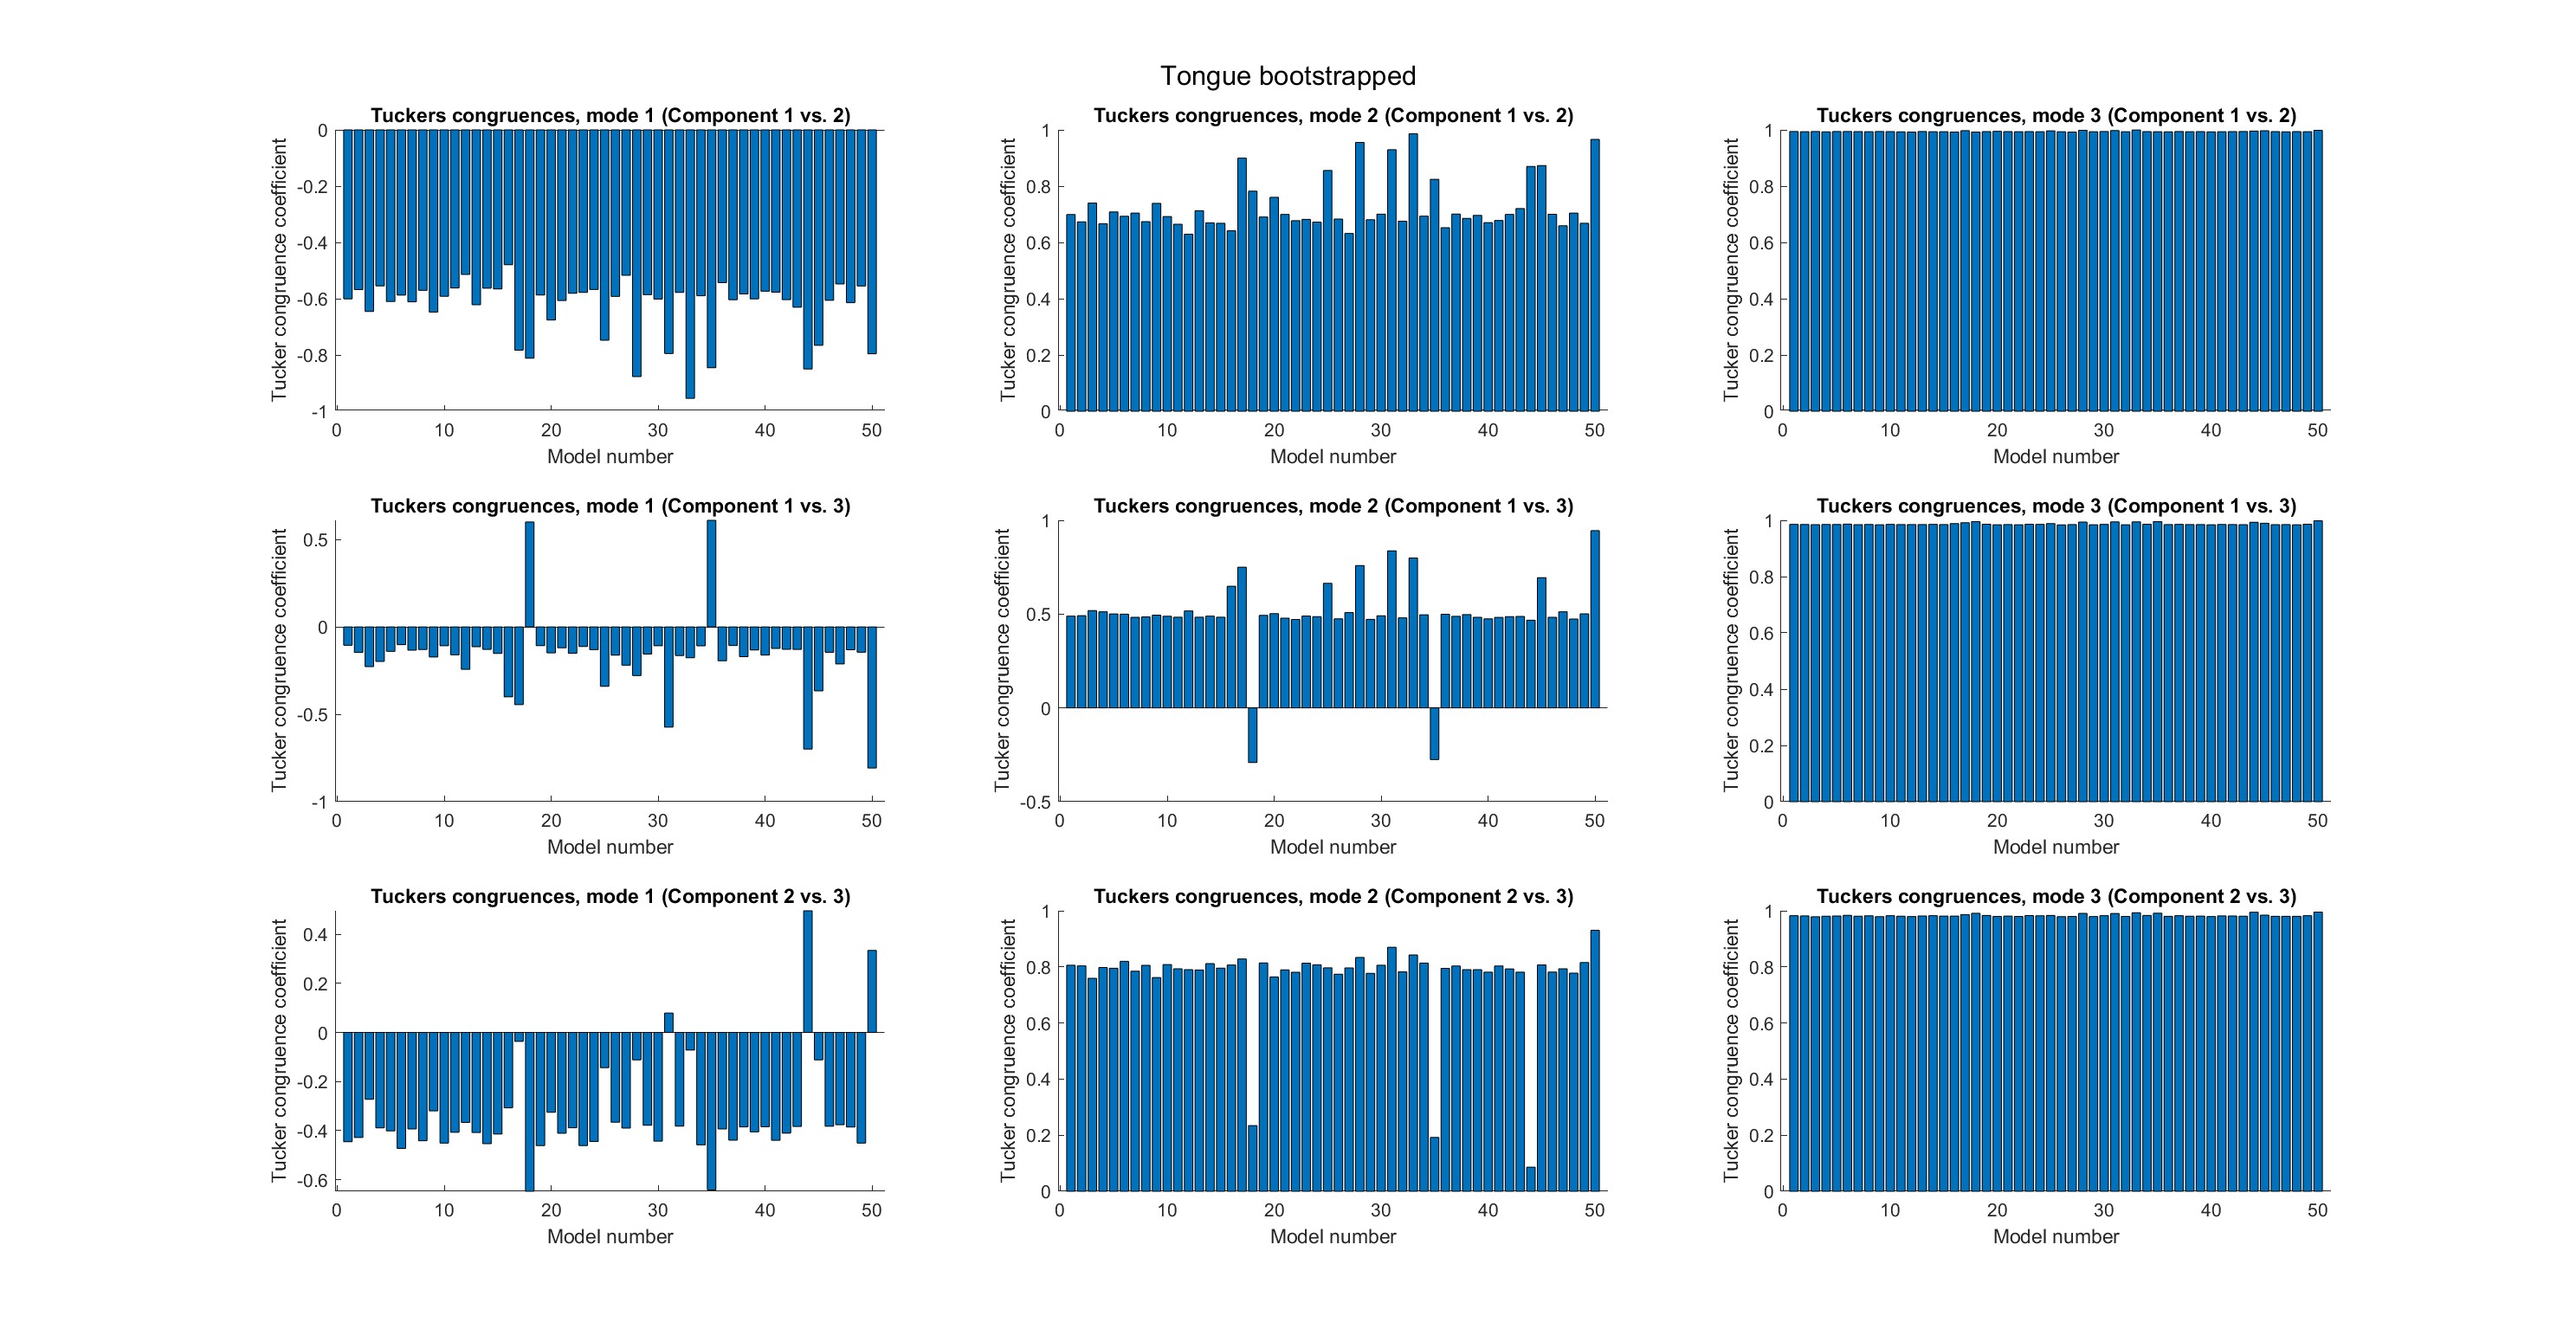 Tongue bootstrapped
Tuckers congruences, mode 1 (Component 1 vs. 2)
Tucker congruence coefficient
0
-0.2
-0.4
-0.6
-0.8
-1
0 10 20 30 40 50
Model number
Tuckers congruences, mode 2 (Component 1 vs. 2)
Tucker congruence coefficient
1
0.8
0.6
0.4
0.2
0
0 10 20 30 40 50
Model number
Tuckers congruences, mode 3 (Component 1 vs. 2)
Tucker congruence coefficient
1
0.8
0.6
0.4
0.2
0
0 10 20 30 40 50
Model number
Tuckers congruences, mode 1 (Component 1 vs. 3)
Tucker congruence coefficient
0.5
0
-0.5
-1
0 10 20 30 40 50
Model number
Tuckers congruences, mode 2 (Component 1 vs. 3)
Tucker congruence coefficient
1
0.5
0
-0.5
0 10 20 30 40 50
Model number
Tuckers congruences, mode 3 (Component 1 vs. 3)
Tucker congruence coefficient
1
0.8
0.6
0.4
0.2
0
0 10 20 30 40 50
Model number
Tuckers congruences, mode 1 (Component 2 vs. 3)
Tucker congruence coefficient
0.4
0.2
0
-0.2
-0.4
-0.6
0 10 20 30 40 50
Model number
Tuckers congruences, mode 2 (Component 2 vs. 3)
Tucker congruence coefficient
1
0.8
0.6
0.4
0.2
0
0 10 20 30 40 50
Model number
Tuckers congruences, mode 3 (Component 2 vs. 3)
Tucker congruence coefficient
1
0.8
0.6
0.4
0.2
0
0 10 20 30 40 50
Model number